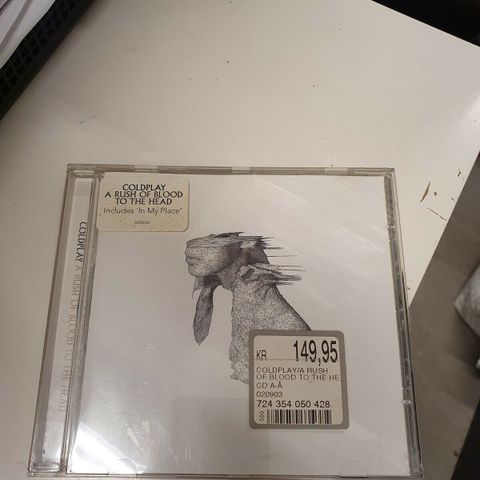 COLDPLAY
A RUSH OF BLOOD
TO THE HEAD
Includes 'In My Place'
COLDPLAY A RUSH OF BLOOD TO THE HEAD
KR 149,95
COLDPLAY/A RUSH
OF BLOOD TO THE HE
CD A-Å
020903
724 354 050 428